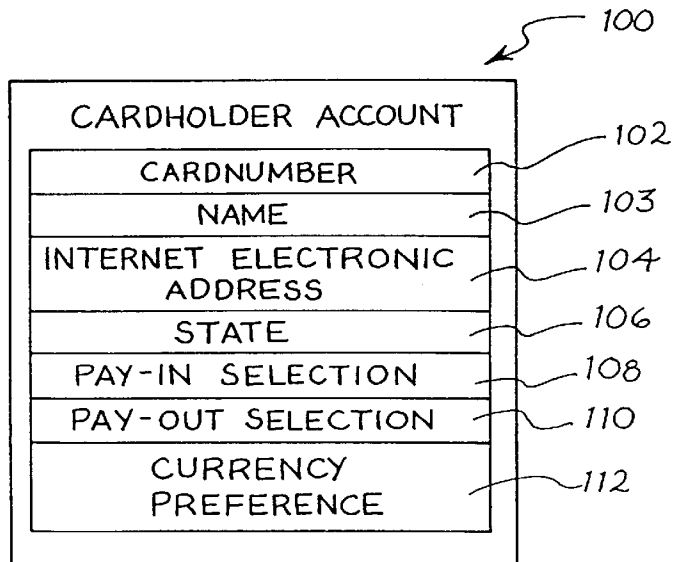 100
CARDHOLDER ACCOUNT
CARDNUMBER 102
NAME 103
INTERNET ELECTRONIC
ADDRESS 104
STATE 106
PAY-IN SELECTION 108
PAY-OUT SELECTION 110
CURRENCY
PREFERENCE 112